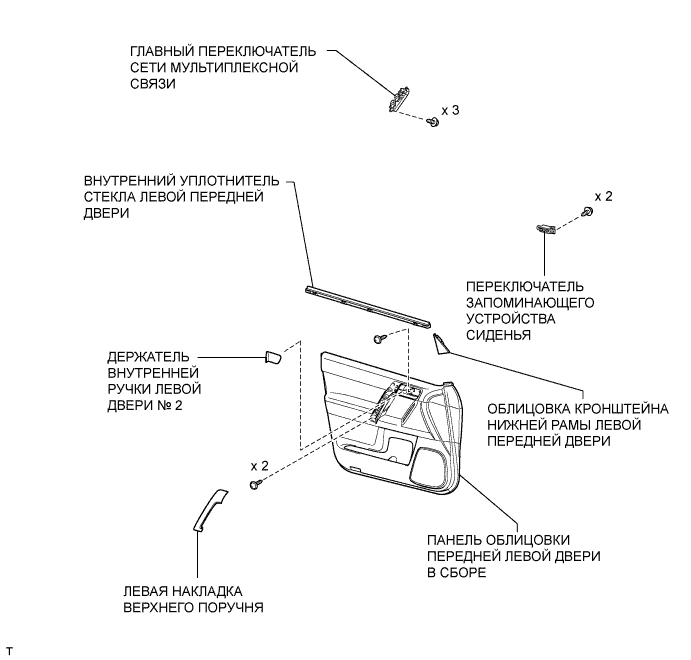 ГЛАВНЫЙ ПЕРЕКЛЮЧАТЕЛЬ
СЕТИ МУЛЬТИПЛЕКСНОЙ
СВЯЗИ
x 3
ВНУТРЕННИЙ УПЛОТНИТЕЛЬ
СТЕКЛА ЛЕВОЙ ПЕРЕДНЕЙ
ДВЕРИ
x 2
ПЕРЕКЛЮЧАТЕЛЬ
ЗАПОМИНАЮЩЕГО
УСТРОЙСТВА
СИДЕНЬЯ
ДЕРЖАТЕЛЬ
ВНУТРЕННЕЙ
РУЧКИ ЛЕВОЙ
ДВЕРИ № 2
ОБЛИЦОВКА КРОНШТЕЙНА
НИЖНЕЙ РАМЫ ЛЕВОЙ
ПЕРЕДНЕЙ ДВЕРИ
x 2
ПАНЕЛЬ ОБЛИЦОВКИ
ПЕРЕДНЕЙ ЛЕВОЙ ДВЕРИ
В СБОРЕ
ЛЕВАЯ НАКЛАДКА
ВЕРХНЕГО ПОРУЧНЯ
T